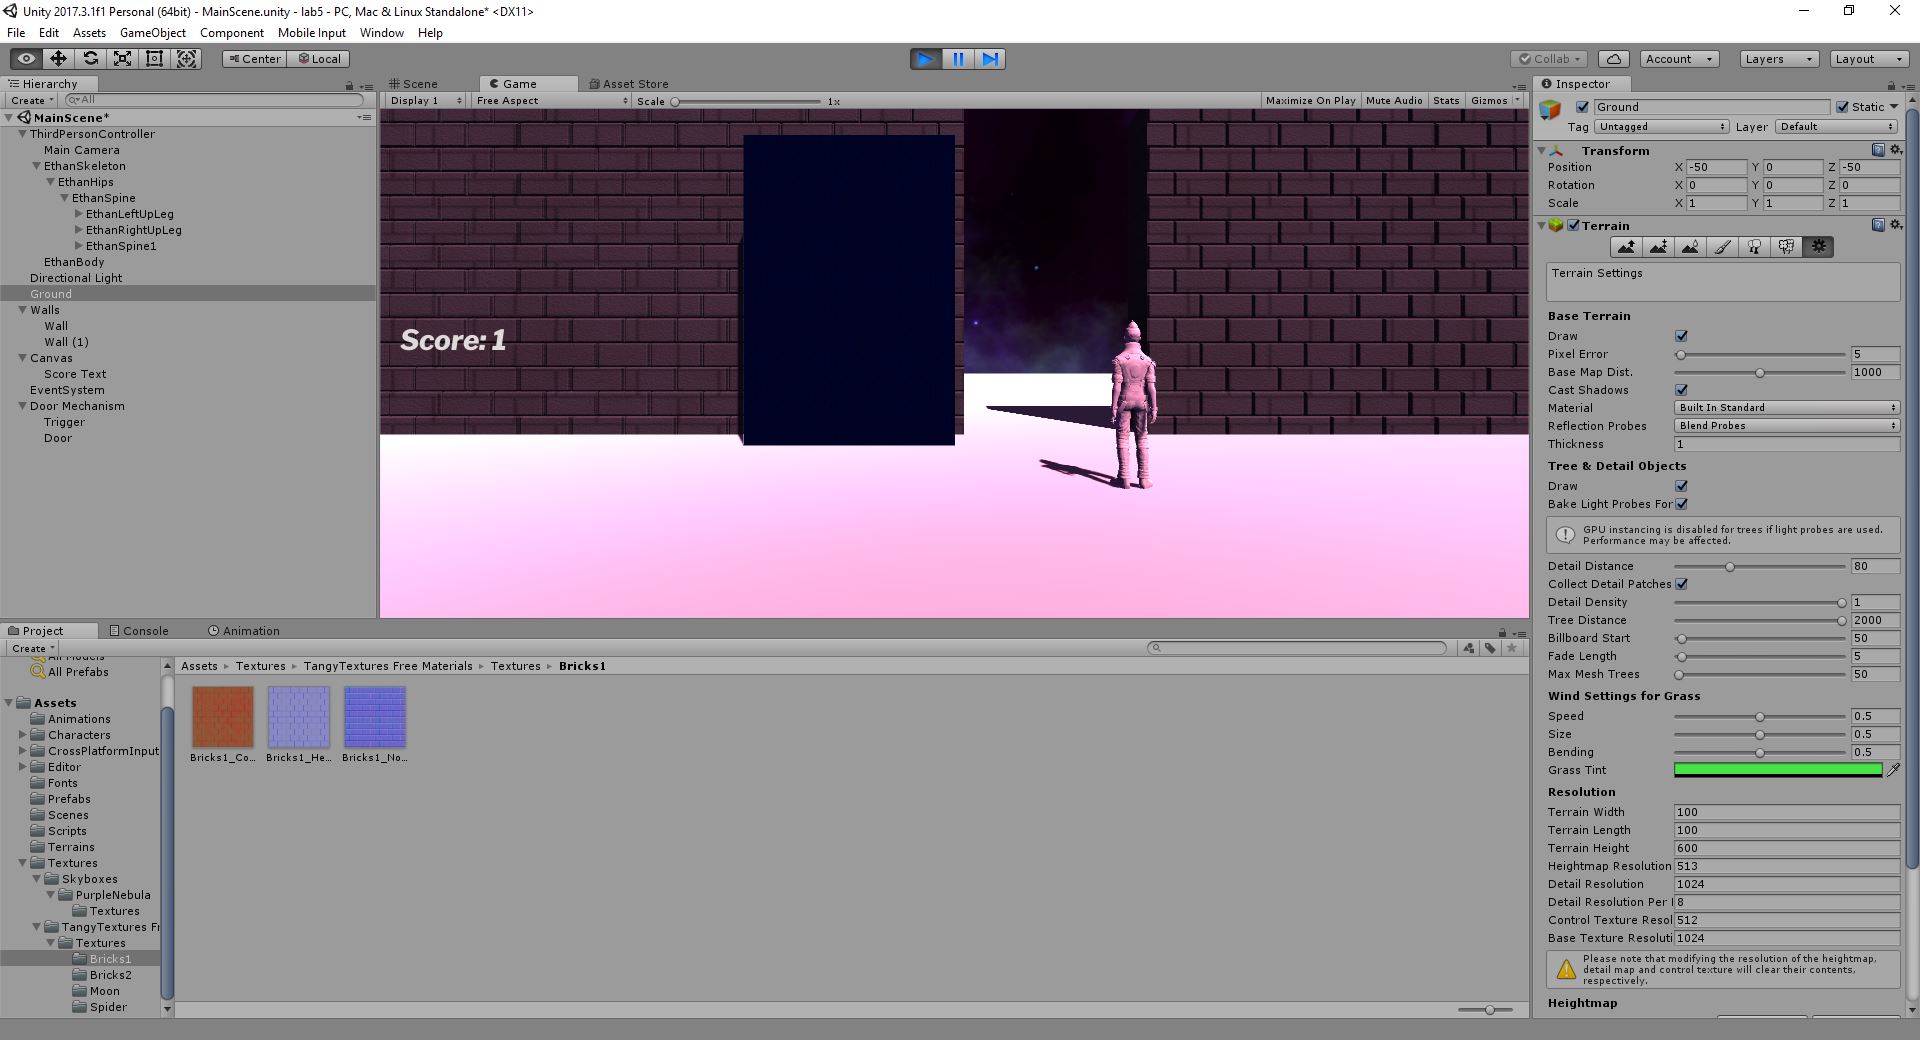 Unity 2017.3.1f1 Personal (64bit) - MainScene.unity - lab5 - PC, Mac & Linux Standalone* <DX11>
File Edit Assets GameObject Component Mobile Input Window Help
Center Local Collab Account Layers Layout
Hierarchy
Create All
MainScene*
ThirdPersonController
Main Camera
EthanSkeleton
EthanHips
EthanSpine
EthanLeftUpLeg
EthanRightUpLeg
EthanSpine1
EthanBody
Directional Light
Ground
Walls
Wall
Wall (1)
Canvas
Score Text
EventSystem
Door Mechanism
Trigger
Door
Scene Game Asset Store
Display 1 Free Aspect Scale 1x Maximize On Play Mute Audio Stats Gizmos
Score: 1
Inspector
Ground Static
Tag Untagged Layer Default
Transform
Position X -50 Y 0 Z -50
Rotation X 0 Y 0 Z 0
Scale X 1 Y 1 Z 1
Terrain
Terrain Settings
Base Terrain
Draw
Pixel Error 5
Base Map Dist. 1000
Cast Shadows
Material Built In Standard
Reflection Probes Blend Probes
Thickness 1
Tree & Detail Objects
Draw
Bake Light Probes For
GPU instancing is disabled for trees if light probes are used.
Performance may be affected.
Detail Distance 80
Collect Detail Patches
Detail Density 1
Tree Distance 2000
Billboard Start 50
Fade Length 5
Max Mesh Trees 50
Wind Settings for Grass
Speed 0.5
Size 0.5
Bending 0.5
Grass Tint
Resolution
Terrain Width 100
Terrain Length 100
Terrain Height 600
Heightmap Resolution 513
Detail Resolution 1024
Detail Resolution Per 8
Control Texture Resol 512
Base Texture Resoluti 1024
Please note that modifying the resolution of the heightmap,
detail map and control texture will clear their contents,
respectively.
Heightmap
Project Console Animation
Create
All Models
All Prefabs
Assets
Animations
Characters
CrossPlatformInput
Editor
Fonts
Prefabs
Scenes
Scripts
Terrains
Textures
Skyboxes
PurpleNebula
Textures
TangyTextures Fr
Textures
Bricks1
Bricks2
Moon
Spider
Assets Textures TangyTextures Free Materials Textures Bricks1
Bricks1_Co... Bricks1_He... Bricks1_No...